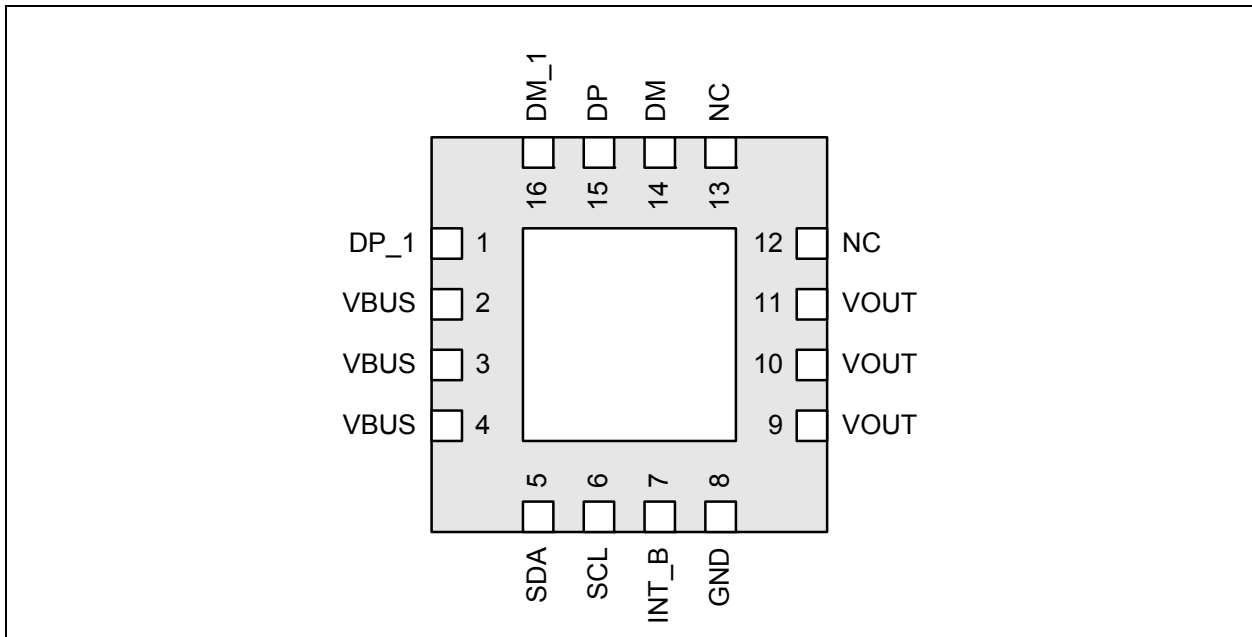 DM_1 DP DM NC
16 15 14 13
DP_1 1 12 NC
VBUS 2 11 VOUT
VBUS 3 10 VOUT
VBUS 4 9 VOUT
5 6 7 8
SDA SCL INT_B GND